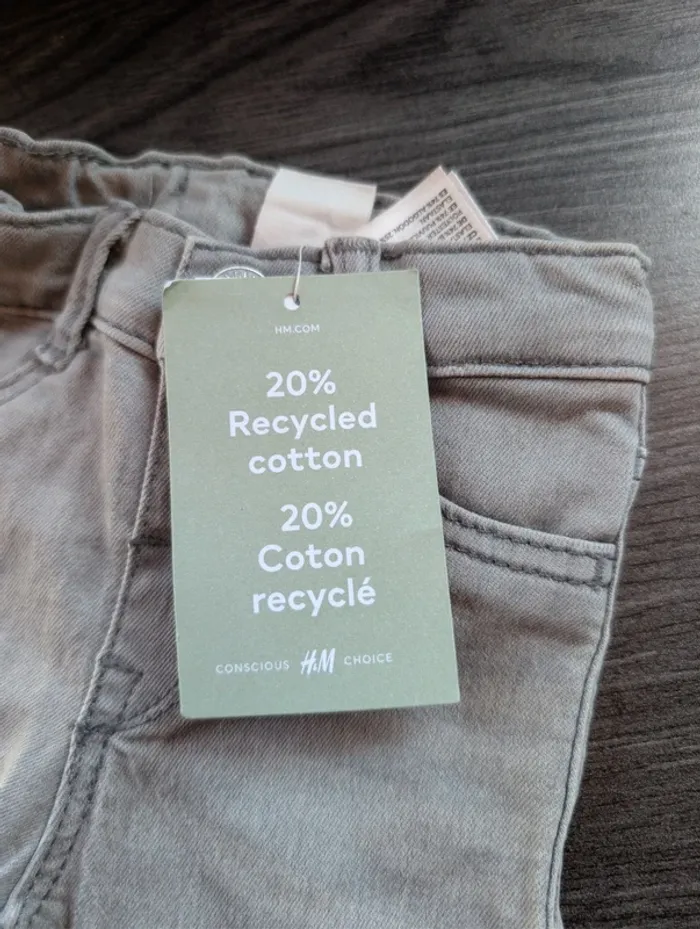 HM.COM
20%
Recycled
cotton
20%
Coton
recyclé
CONSCIOUS H&M CHOICE